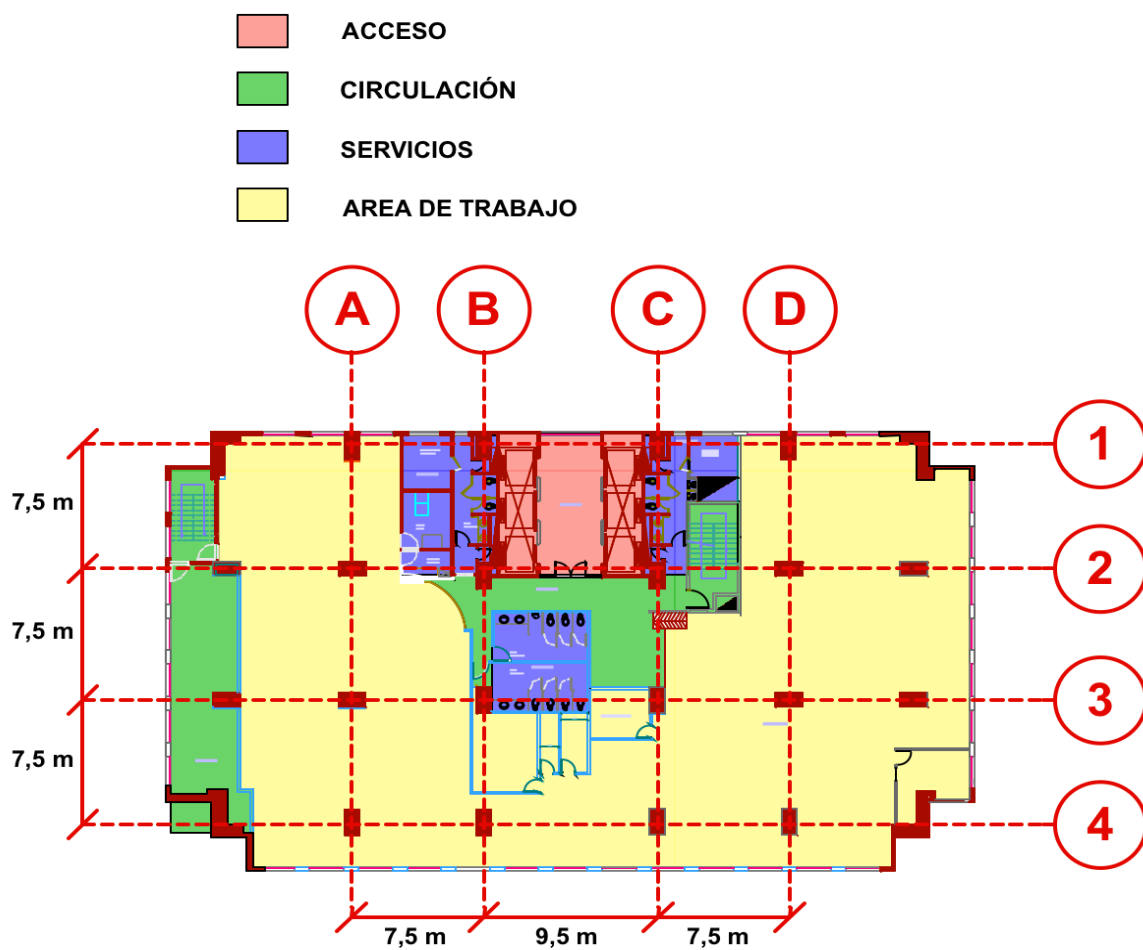 ACCESO
CIRCULACIÓN
SERVICIOS
AREA DE TRABAJO
A B C D
1
7,5 m
2
7,5 m
3
7,5 m
4
7,5 m 9,5 m 7,5 m